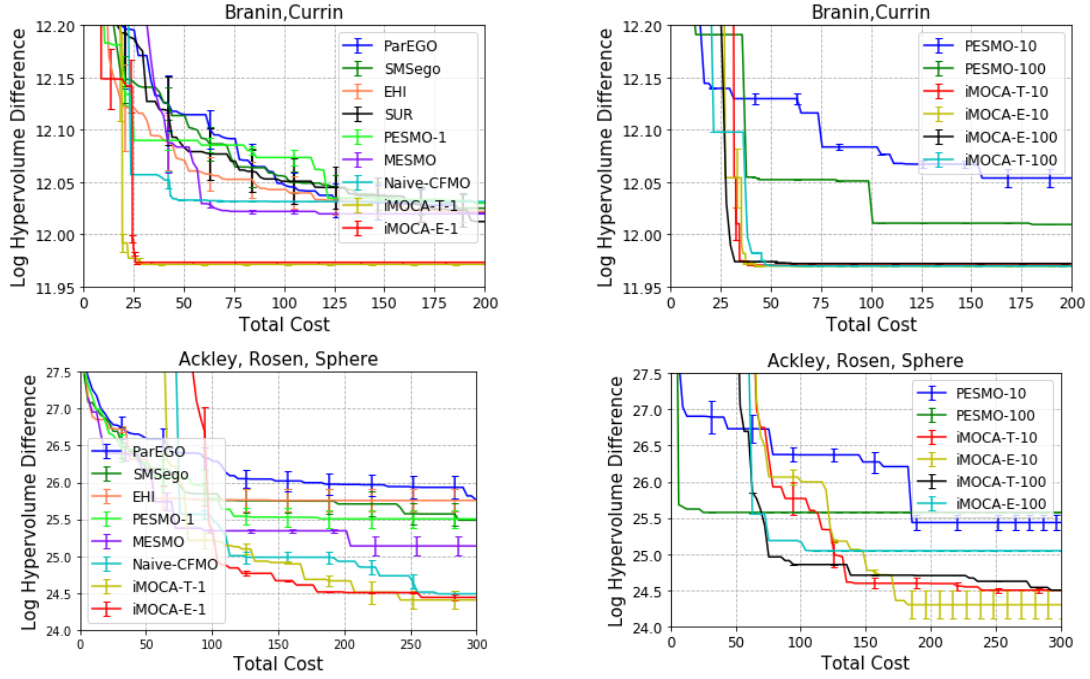 Branin,Currin
Log Hypervolume Difference
12.20
12.15
12.10
12.05
12.00
11.95
ParEGO
SMSego
EHI
SUR
PESMO-1
MESMO
Naive-CFMO
iMOCA-T-1
iMOCA-E-1
0 25 50 75 100 125 150 175 200
Total Cost
Branin,Currin
Log Hypervolume Difference
12.20
12.15
12.10
12.05
12.00
11.95
PESMO-10
PESMO-100
iMOCA-T-10
iMOCA-E-10
iMOCA-E-100
iMOCA-T-100
0 25 50 75 100 125 150 175 200
Total Cost
Ackley, Rosen, Sphere
Log Hypervolume Difference
27.5
27.0
26.5
26.0
25.5
25.0
24.5
24.0
ParEGO
SMSego
EHI
PESMO-1
MESMO
Naive-CFMO
iMOCA-T-1
iMOCA-E-1
0 50 100 150 200 250 300
Total Cost
Ackley, Rosen, Sphere
Log Hypervolume Difference
27.5
27.0
26.5
26.0
25.5
25.0
24.5
24.0
PESMO-10
PESMO-100
iMOCA-T-10
iMOCA-E-10
iMOCA-T-100
iMOCA-E-100
0 50 100 150 200 250 300
Total Cost